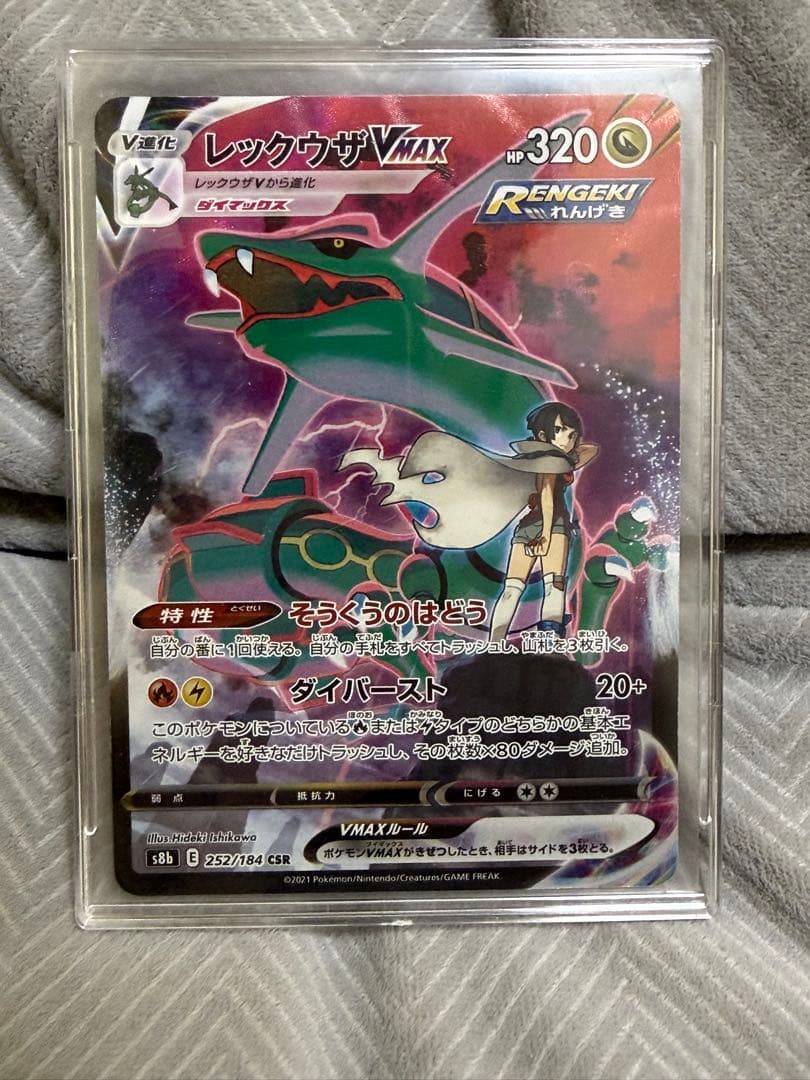 V進化
レックウザVMAX HP320
レックウザVから進化
ダイマックス
RENGEKI
れんげき
特性 とくせい そうくうのはどう
自分の番に1回使える。自分の手札をすべてトラッシュし、山札を3枚引く。
ダイバースト 20+
このポケモンについているまたはタイプのどちらかの基本エ
ネルギーを好きなだけトラッシュし、その枚数×80ダメージ追加。
弱点 抵抗力 にげる
Illus. Hideki Ishikawa
VMAXルール
ポケモンVMAXがきぜつしたとき、相手はサイドを3枚とる。
s8b E 252/184 CSR
©2021 Pokémon/Nintendo/Creatures/GAME FREAK.